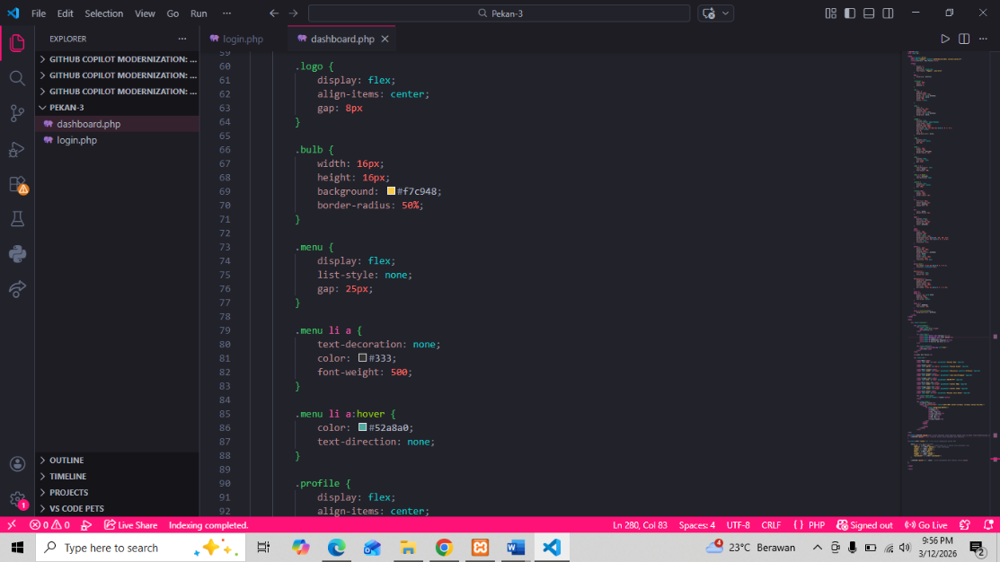 File Edit Selection View Go Run ··· Pekan-3
EXPLORER ···
GITHUB COPILOT MODERNIZATION: ...
GITHUB COPILOT MODERNIZATION: ...
GITHUB COPILOT MODERNIZATION: ...
PEKAN-3
dashboard.php
login.php
OUTLINE
TIMELINE
PROJECTS
VS CODE PETS
login.php dashboard.php
59
60 .logo {
61 display: flex;
62 align-items: center;
63 gap: 8px
64 }
65
66 .bulb {
67 width: 16px;
68 height: 16px;
69 background: #f7c948;
70 border-radius: 50%;
71 }
72
73 .menu {
74 display: flex;
75 list-style: none;
76 gap: 25px;
77 }
78
79 .menu li a {
80 text-decoration: none;
81 color: #333;
82 font-weight: 500;
83 }
84
85 .menu li a:hover {
86 color: #52a8a0;
87 text-direction: none;
88 }
89
90 .profile {
91 display: flex;
92 align-items: center;
1
0 0 Live Share Indexing completed. Ln 280, Col 83 Spaces: 4 UTF-8 CRLF { } PHP Signed out Go Live
Type here to search 23°C Berawan 9:56 PM
3/12/2026
2